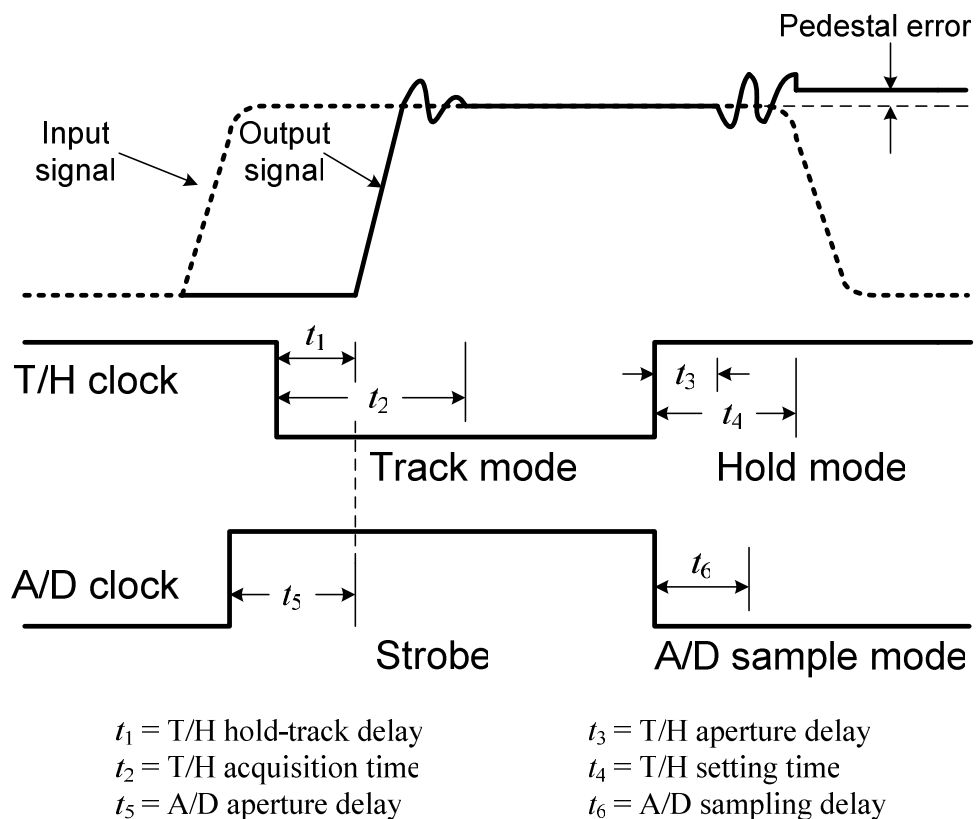 Pedestal error
Input
signal
Output
signal
t1
T/H clock
t2
t3
t4
Track mode
Hold mode
A/D clock
t5
t6
Strobe
A/D sample mode
t1 = T/H hold-track delay
t3 = T/H aperture delay
t2 = T/H acquisition time
t4 = T/H setting time
t5 = A/D aperture delay
t6 = A/D sampling delay